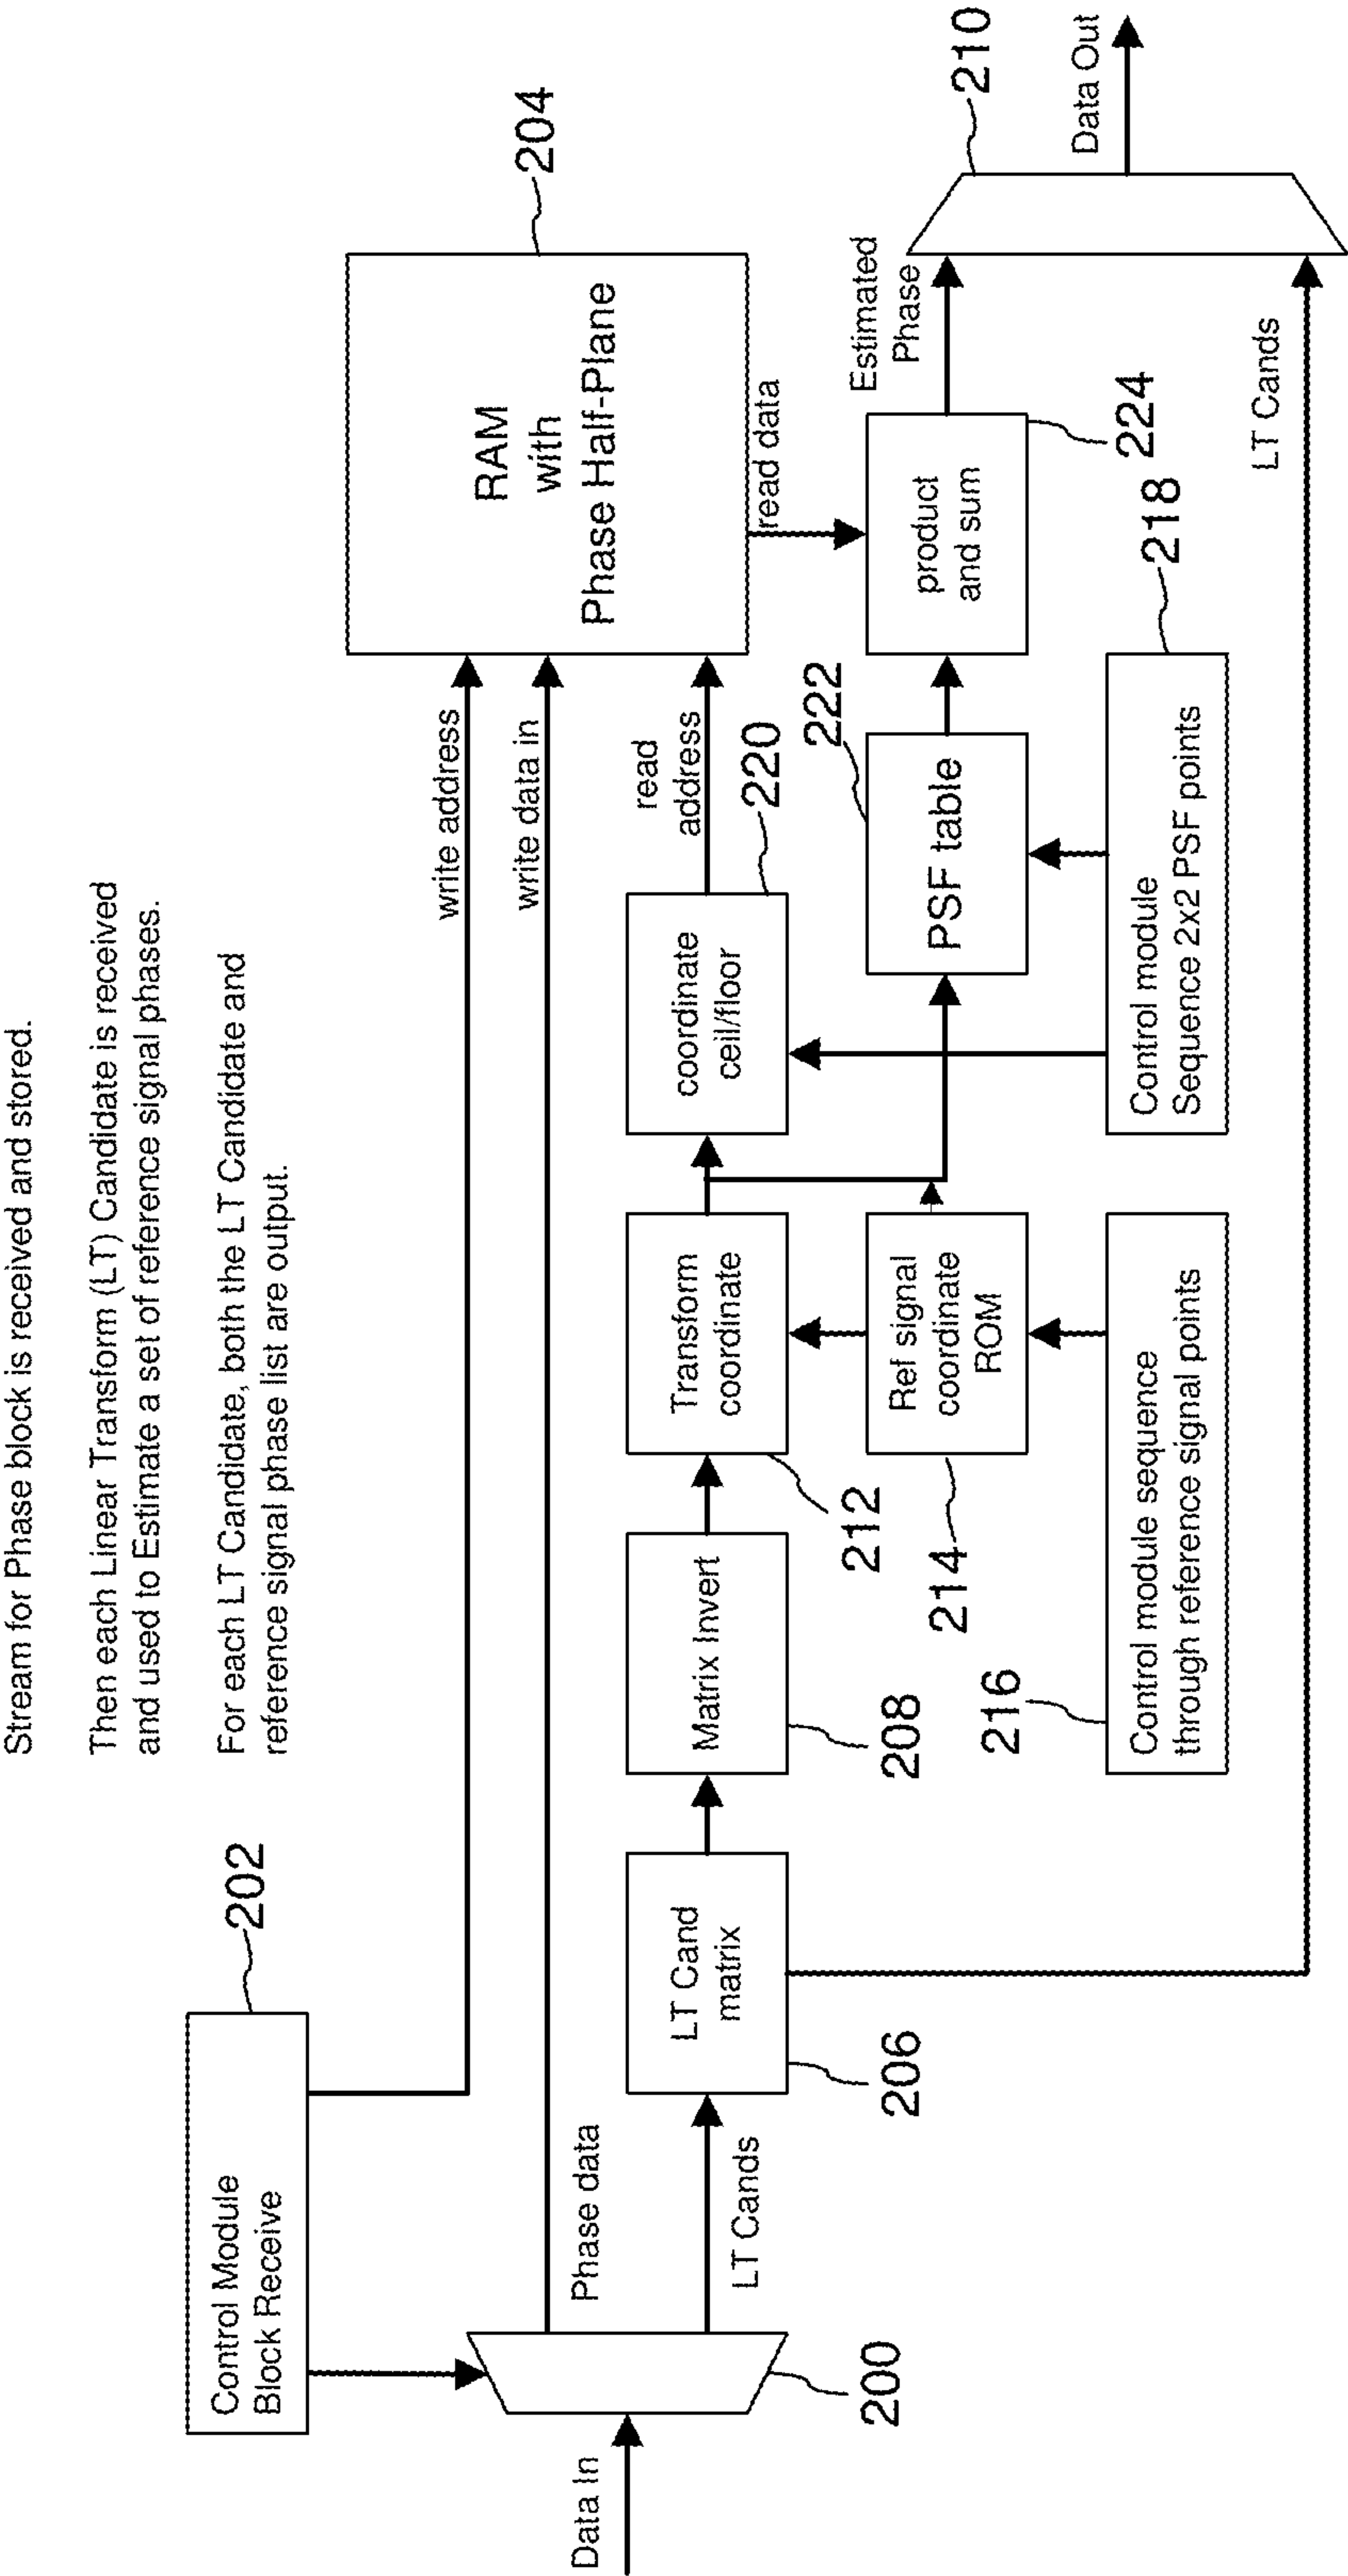 Stream for Phase block is received and stored.
Then each Linear Transform (LT) Candidate is received
and used to Estimate a set of reference signal phases.
For each LT Candidate, both the LT Candidate and
reference signal phase list are output.
Control Module
Block Receive
202
write address
write data in
RAM
with
Phase Half-Plane
204
Data In
200
Phase data
LT Cands
LT Cand
matrix
206
Matrix Invert
208
Transform
coordinate
212
coordinate
ceil/floor
220
read
address
read data
Ref signal
coordinate
ROM
214
PSF table
222
product
and sum
224
Estimated
Phase
Control module sequence
through reference signal points
216
Control module
Sequence 2x2 PSF points
218
LT Cands
210
Data Out